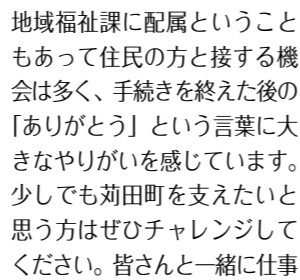 地域福祉課に配属ということ
もあって住民の方と接する機
会は多く、手続きを終えた後の
「ありがとう」という言葉に大
きなやりがいを感じています。
少しでも苅田町を支えたいと
思う方はぜひチャレンジして
ください。皆さんと一緒に仕事